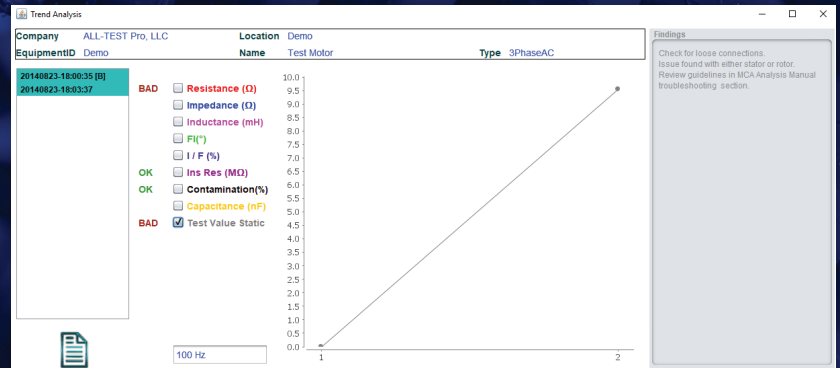 Trend Analysis
Company ALL-TEST Pro, LLC Location Demo
EquipmentID Demo Name Test Motor Type 3PhaseAC
20140823-18:00:35 [B]
20140823-18:03:37
BAD Resistance (Ω)
Impedance (Ω)
Inductance (mH)
FI(°)
I / F (%)
OK Ins Res (MΩ)
OK Contamination(%)
Capacitance (nF)
BAD Test Value Static
100 Hz
10.0
9.5
9.0
8.5
8.0
7.5
7.0
6.5
6.0
5.5
5.0
4.5
4.0
3.5
3.0
2.5
2.0
1.5
1.0
0.5
0.0
1 2
Findings
Check for loose connections.
Issue found with either stator or rotor.
Review guidelines in MCA Analysis Manual
troubleshooting section.